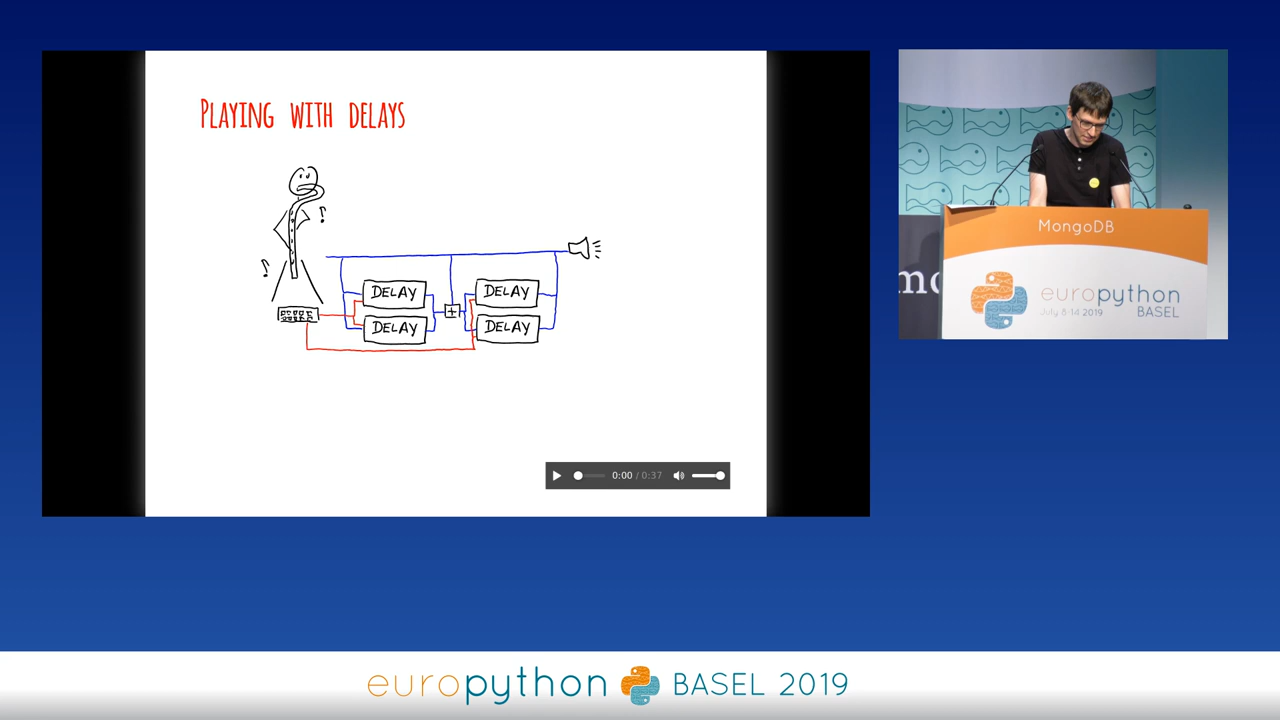 PLAYING WITH DELAYS
DELAY
DELAY
DELAY
DELAY
+
0:00 / 0:37
MongoDB
europython
July 8-14 2019
BASEL
europython BASEL 2019